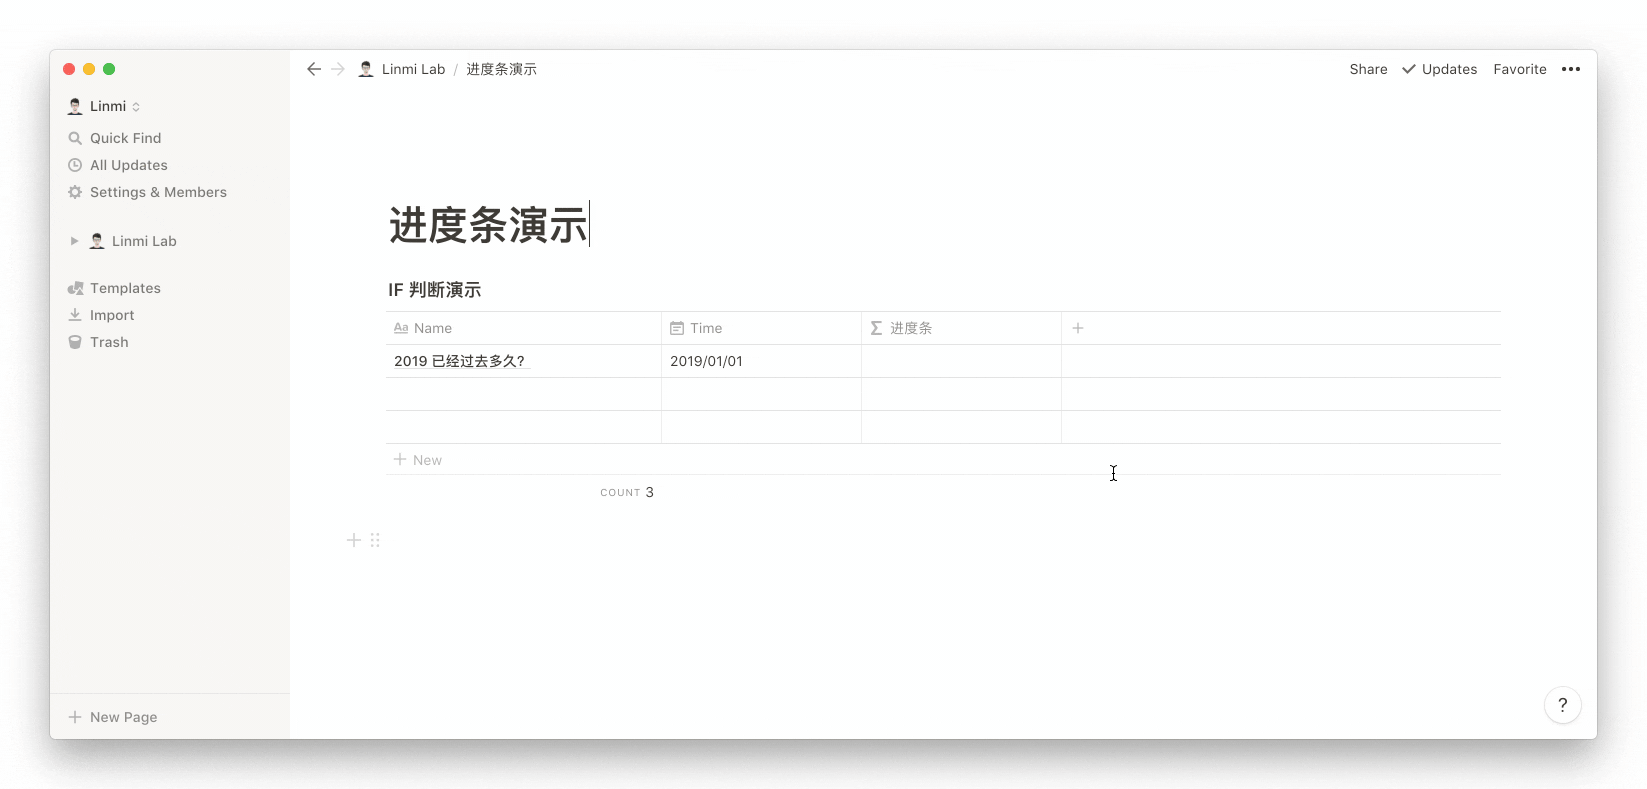 Linmi
Quick Find
All Updates
Settings & Members
Linmi Lab
Templates
Import
Trash
New Page
Linmi Lab / 进度条演示
Share Updates Favorite •••
进度条演示
IF 判断演示
Aa Name Time Σ 进度条
2019 已经过去多久? 2019/01/01
New
COUNT 3
?